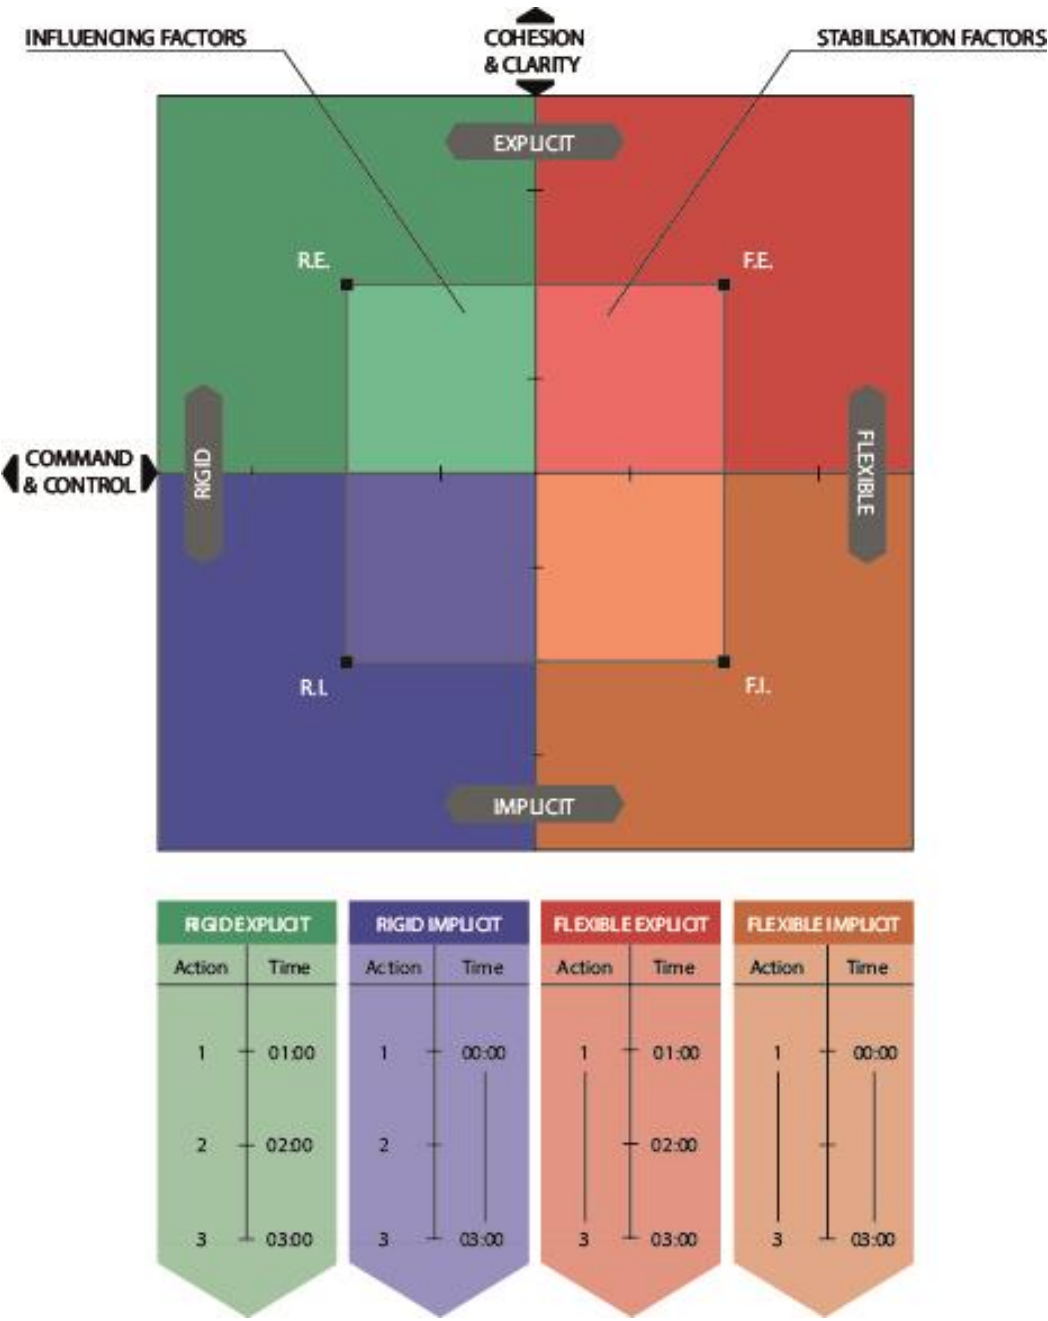 INFLUENCING FACTORS
COHESION
& CLARITY
STABILISATION FACTORS
EXPLICIT
R.E.
F.E.
COMMAND
& CONTROL
RIGID
FLEXIBLE
R.I.
F.I.
IMPLICIT
RIGID EXPLICIT
Action Time
1 01:00
2 02:00
3 03:00
RIGID IMPLICIT
Action Time
1 00:00
2
3 03:00
FLEXIBLE EXPLICIT
Action Time
1 01:00
02:00
3 03:00
FLEXIBLE IMPLICIT
Action Time
1 00:00
3 03:00